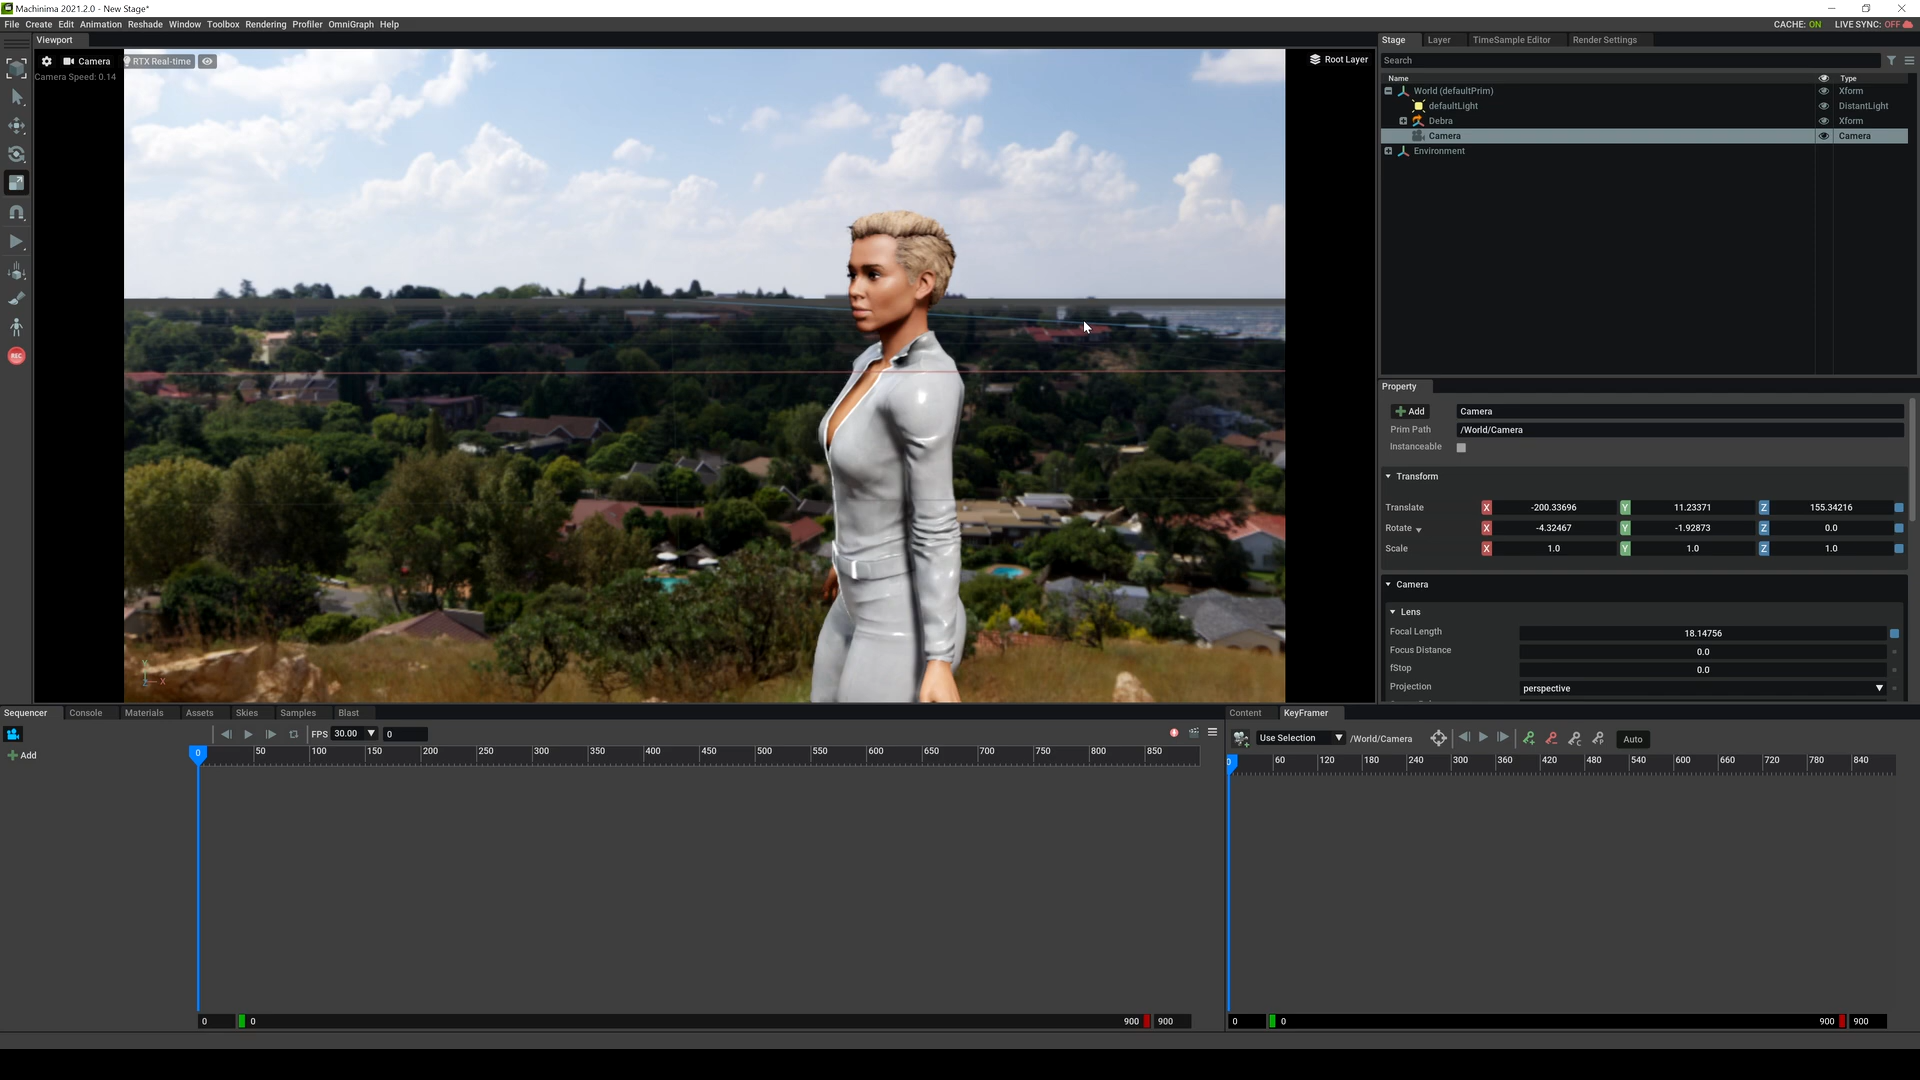 Machinima 2021.2.0 - New Stage*
File Create Edit Animation Reshade Window Toolbox Rendering Profiler OmniGraph Help
CACHE: ON LIVE SYNC: OFF
Viewport
Camera RTX Real-time
Camera Speed: 0.14
Root Layer
Y
Z X
REC
Stage Layer TimeSample Editor Render Settings
Search
Name Type
World (defaultPrim) Xform
defaultLight DistantLight
Debra Xform
Camera Camera
Environment
Property
Add Camera
Prim Path /World/Camera
Instanceable
Transform
Translate X -200.33696 Y 11.23371 Z 155.34216
Rotate X -4.32467 Y -1.92873 Z 0.0
Scale X 1.0 Y 1.0 Z 1.0
Camera
Lens
Focal Length 18.14756
Focus Distance 0.0
fStop 0.0
Projection perspective
Sequencer Console Materials Assets Skies Samples Blast
FPS 30.00 0
Add
0 50 100 150 200 250 300 350 400 450 500 550 600 650 700 750 800 850
0 0 900 900
Content KeyFramer
Use Selection /World/Camera Auto
0 60 120 180 240 300 360 420 480 540 600 660 720 780 840
0 0 900 900